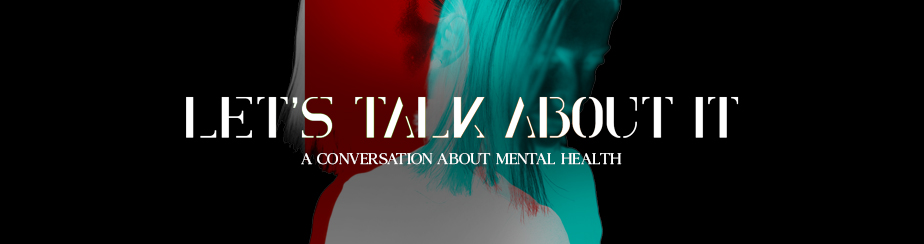 LET'S TALK ABOUT IT
A CONVERSATION ABOUT MENTAL HEALTH